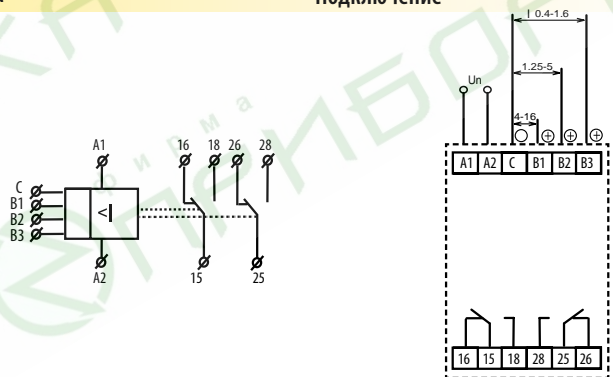 Подключение
I 0.4-1.6
1.25-5
Un
4-16
A1 A2 C B1 B2 B3
A1 16 18 26 28
C
B1
B2
B3
<I
A2 15 25
16 15 18 28 25 26
фирма